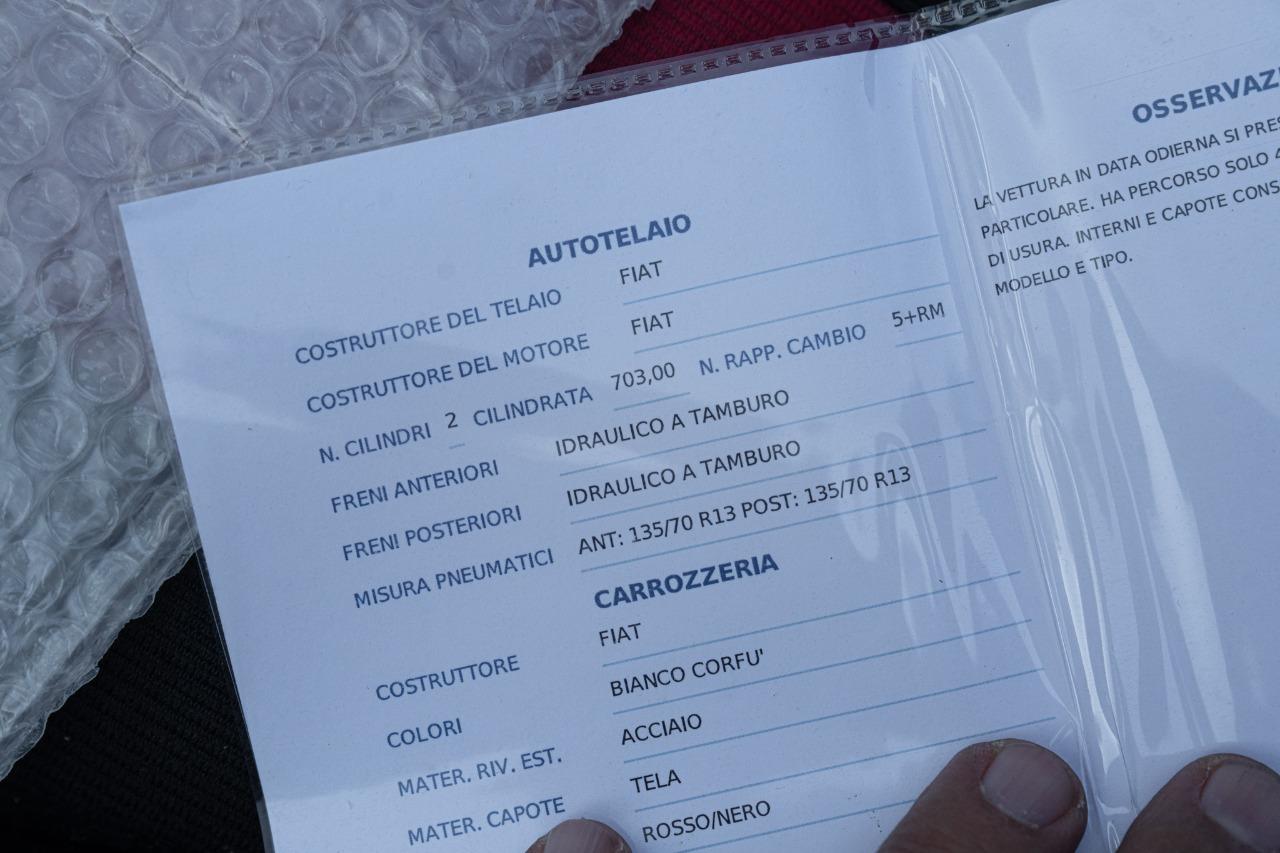 AUTOTELAIO
COSTRUTTORE DEL TELAIO FIAT
COSTRUTTORE DEL MOTORE FIAT
N. CILINDRI 2 CILINDRATA 703,00 N. RAPP. CAMBIO 5+RM
FRENI ANTERIORI IDRAULICO A TAMBURO
FRENI POSTERIORI IDRAULICO A TAMBURO
MISURA PNEUMATICI ANT: 135/70 R13 POST: 135/70 R13
CARROZZERIA
COSTRUTTORE FIAT
COLORI BIANCO CORFU'
MATER. RIV. EST. ACCIAIO
MATER. CAPOTE TELA
ROSSO/NERO
LA VETTURA IN DATA ODIERNA SI
PARTICOLARE. HA PERCORSO SOLO
DI USURA. INTERNI E CAPOTE
MODELLO E TIPO.